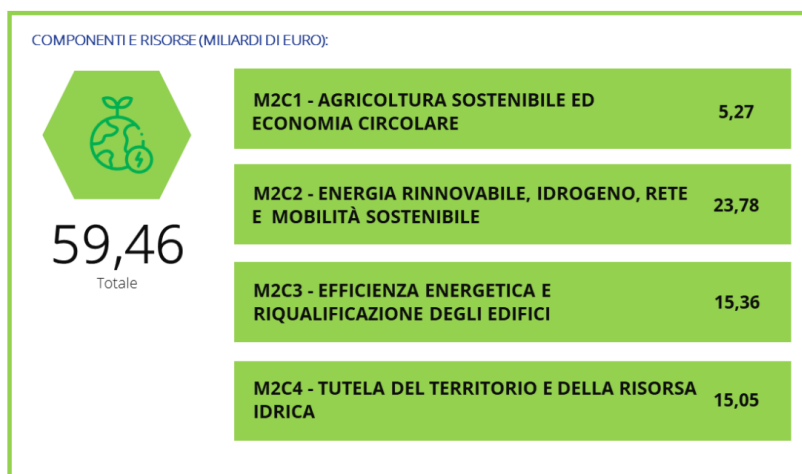 COMPONENTI E RISORSE (MILIARDI DI EURO):
59,46
Totale
M2C1 - AGRICOLTURA SOSTENIBILE ED
ECONOMIA CIRCOLARE
5,27
M2C2 - ENERGIA RINNOVABILE, IDROGENO, RETE
E MOBILITÀ SOSTENIBILE
23,78
M2C3 - EFFICIENZA ENERGETICA E
RIQUALIFICAZIONE DEGLI EDIFICI
15,36
M2C4 - TUTELA DEL TERRITORIO E DELLA RISORSA
IDRICA
15,05